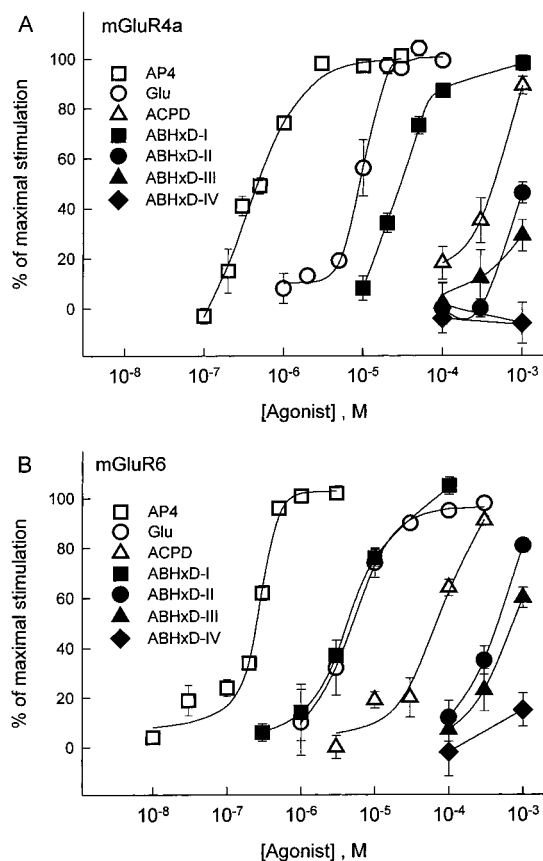 A
mGluR4a
AP4
Glu
ACPD
ABHxD-I
ABHxD-II
ABHxD-III
ABHxD-IV
% of maximal stimulation
100
80
60
40
20
0
10⁻⁸ 10⁻⁷ 10⁻⁶ 10⁻⁵ 10⁻⁴ 10⁻³
[Agonist] , M
B
mGluR6
AP4
Glu
ACPD
ABHxD-I
ABHxD-II
ABHxD-III
ABHxD-IV
% of maximal stimulation
100
80
60
40
20
0
10⁻⁸ 10⁻⁷ 10⁻⁶ 10⁻⁵ 10⁻⁴ 10⁻³
[Agonist] , M